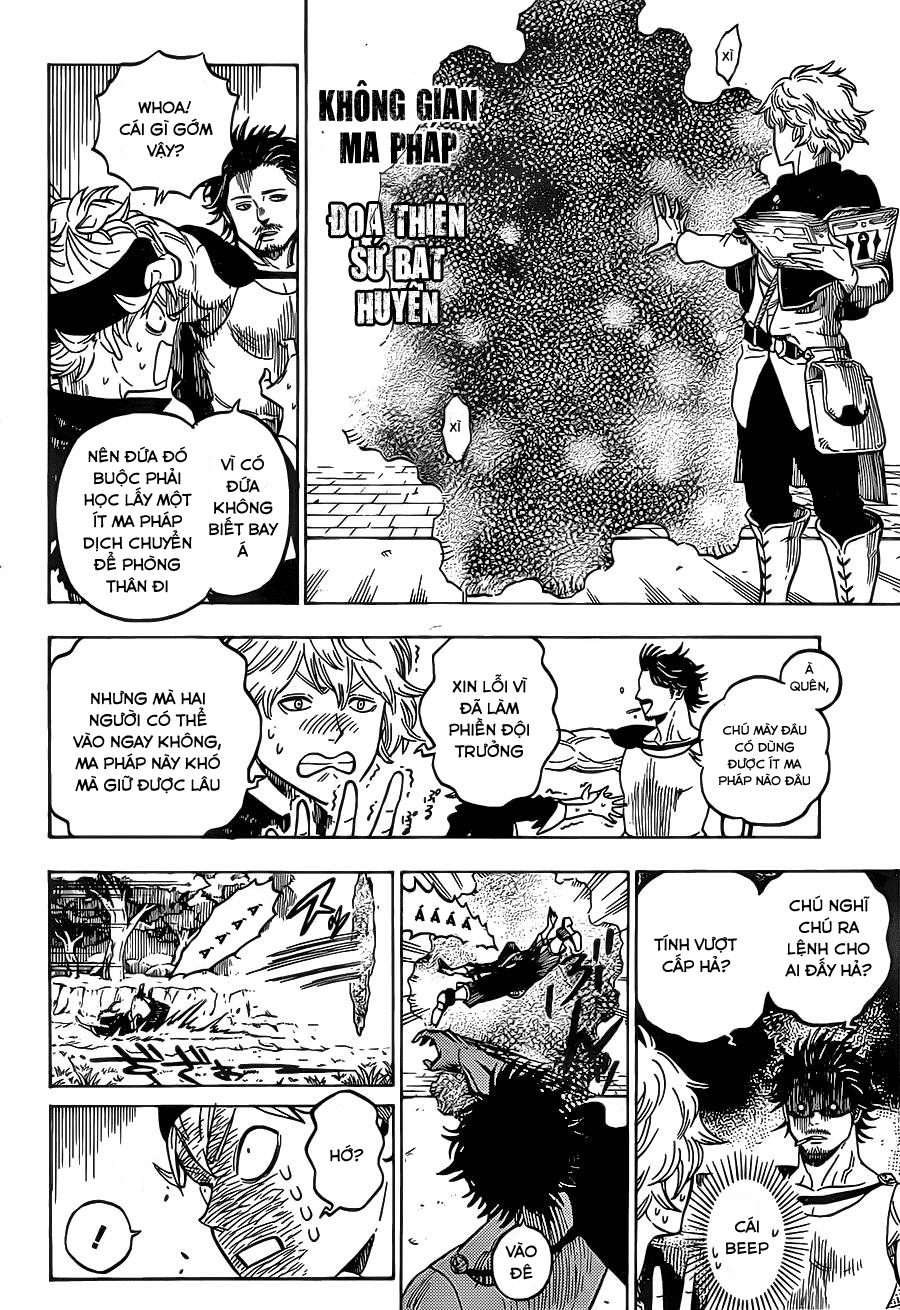 XÌ
KHÔNG GIAN
MA PHÁP
ĐỌA THIÊN
SỨ BẠT
HUYỀN
XÌ
WHOA!
CÁI GÌ GỚM
VẬY?
VÌ CÓ
ĐỨA
KHÔNG
BIẾT BAY
Á
NÊN ĐỨA ĐÓ
BUỘC PHẢI
HỌC LẤY MỘT
ÍT MA PHÁP
DỊCH CHUYỂN
ĐỂ PHÒNG
THÂN ĐI
À
QUÊN,
CHÚ MÀY ĐÂU
CÓ DÙNG
ĐƯỢC ÍT MA
PHÁP NÀO ĐÂU
XIN LỖI VÌ
ĐÃ LÀM
PHIỀN ĐỘI
TRƯỞNG
NHƯNG MÀ HAI
NGƯỜI CÓ THỂ
VÀO NGAY KHÔNG,
MA PHÁP NÀY KHÓ
MÀ GIỮ ĐƯỢC LÂU
CHÚ NGHĨ
CHÚ RA
LỆNH CHO
AI ĐẤY HẢ?
TÍNH VƯỢT
CẤP HẢ?
CÁI
BEEP
Á Á Á Á
VÀO
ĐÊ
Á Á Á Á
HỚ?
!